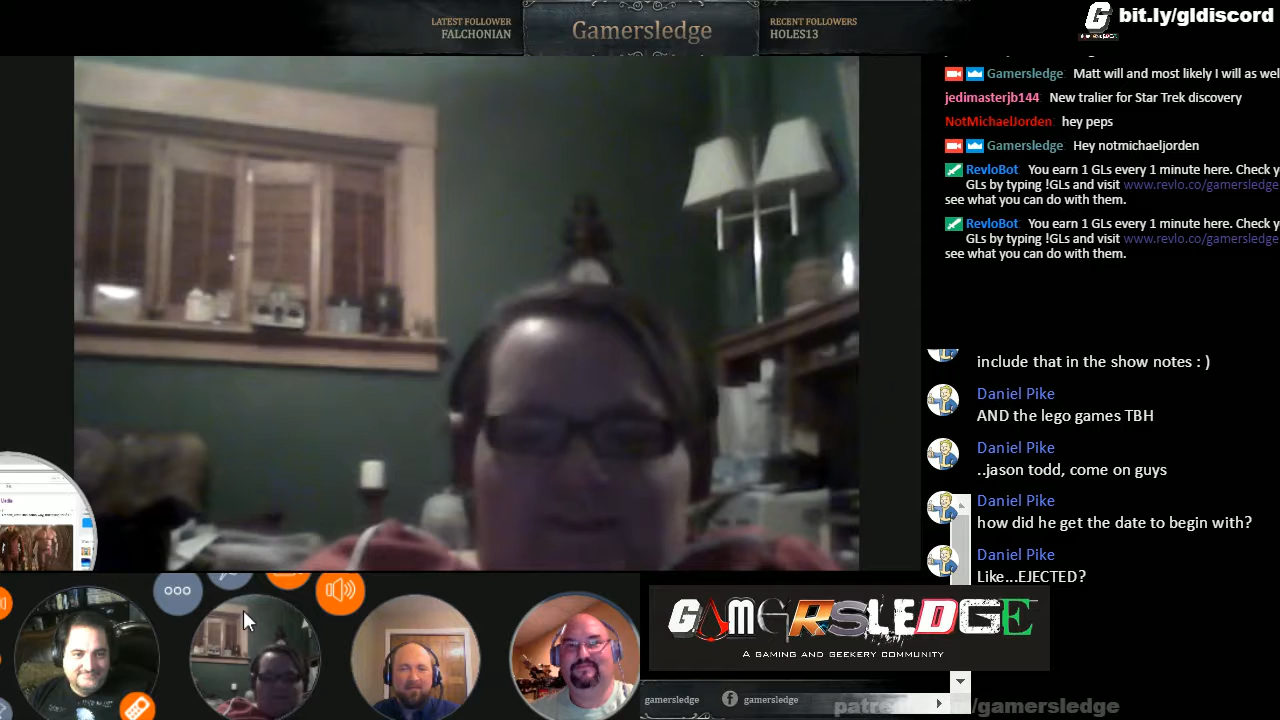 LATEST FOLLOWER
FALCHONIAN
Gamersledge
RECENT FOLLOWERS
HOLES13
bit.ly/gldiscord
Gamersledge Matt will and most likely I will as wel
jedimasterjb144 New tralier for Star Trek discovery
NotMichaelJorden hey peps
Gamersledge Hey notmichaeljorden
RevloBot You earn 1 GLs every 1 minute here. Check y
GLs by typing !GLs and visit www.revlo.co/gamersledge
see what you can do with them.
RevloBot You earn 1 GLs every 1 minute here. Check y
GLs by typing !GLs and visit www.revlo.co/gamersledge
see what you can do with them.
include that in the show notes : )
Daniel Pike
AND the lego games TBH
Daniel Pike
..jason todd, come on guys
Daniel Pike
how did he get the date to begin with?
Daniel Pike
Like...EJECTED?
GAMERSLEDGE
A GAMING AND GEEKERY COMMUNITY
gamersledge
gamersledge
/gamersledge